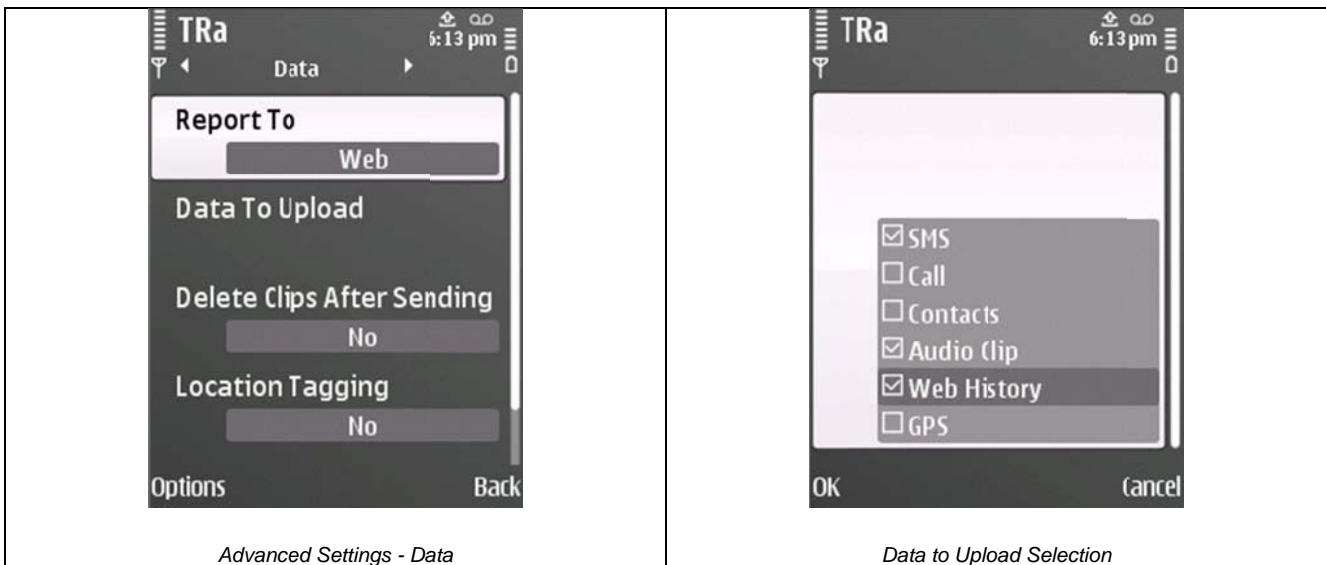 TRa
6:13 pm
Data
Report To
Web
Data To Upload
Delete Clips After Sending
No
Location Tagging
No
Options Back
Advanced Settings - Data
TRa
6:13 pm
SMS
Call
Contacts
Audio Clip
Web History
GPS
OK Cancel
Data to Upload Selection